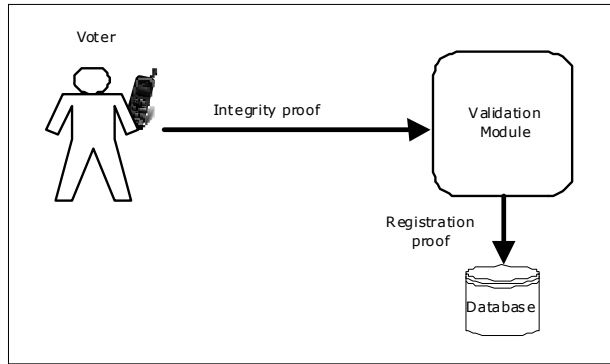 Voter
Integrity proof
Validation
Module
Registration
proof
Database